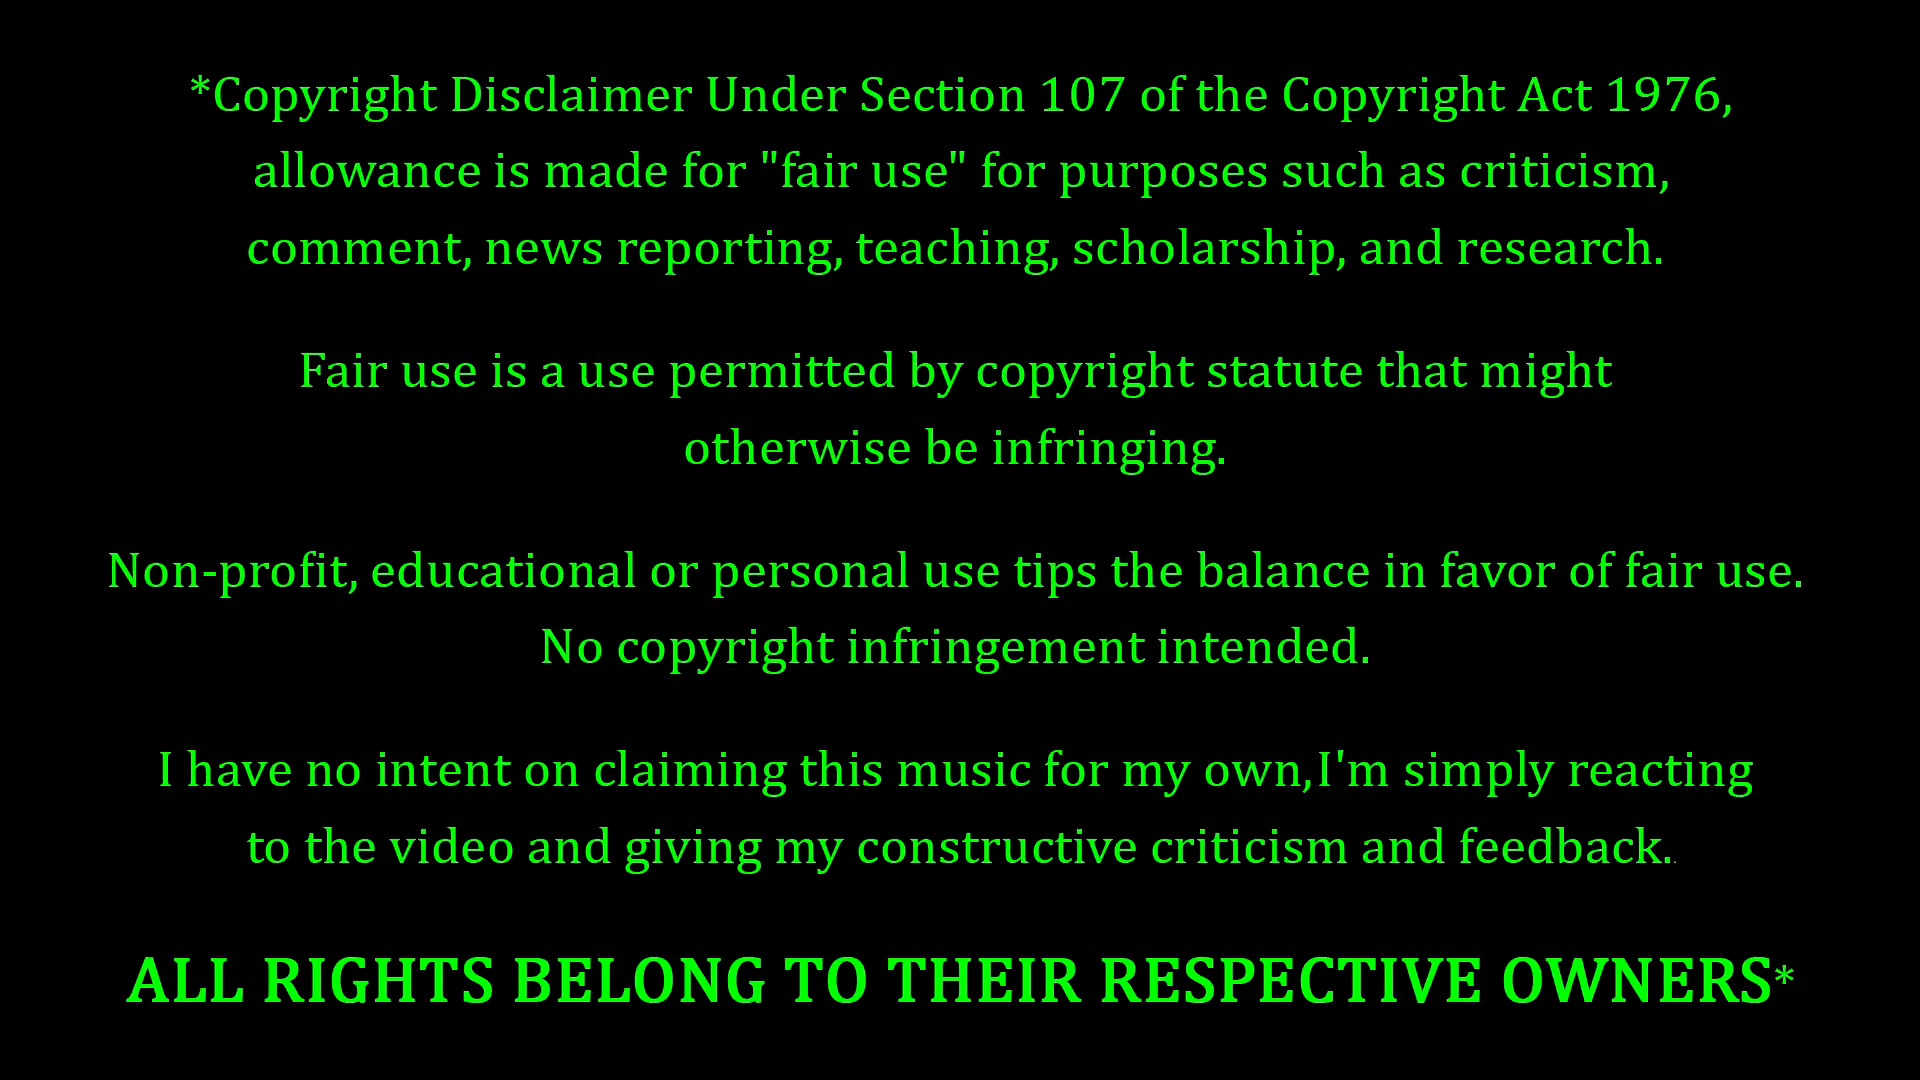 *Copyright Disclaimer Under Section 107 of the Copyright Act 1976,
allowance is made for "fair use" for purposes such as criticism,
comment, news reporting, teaching, scholarship, and research.
Fair use is a use permitted by copyright statute that might
otherwise be infringing.
Non-profit, educational or personal use tips the balance in favor of fair use.
No copyright infringement intended.
I have no intent on claiming this music for my own,I'm simply reacting
to the video and giving my constructive criticism and feedback..
ALL RIGHTS BELONG TO THEIR RESPECTIVE OWNERS*